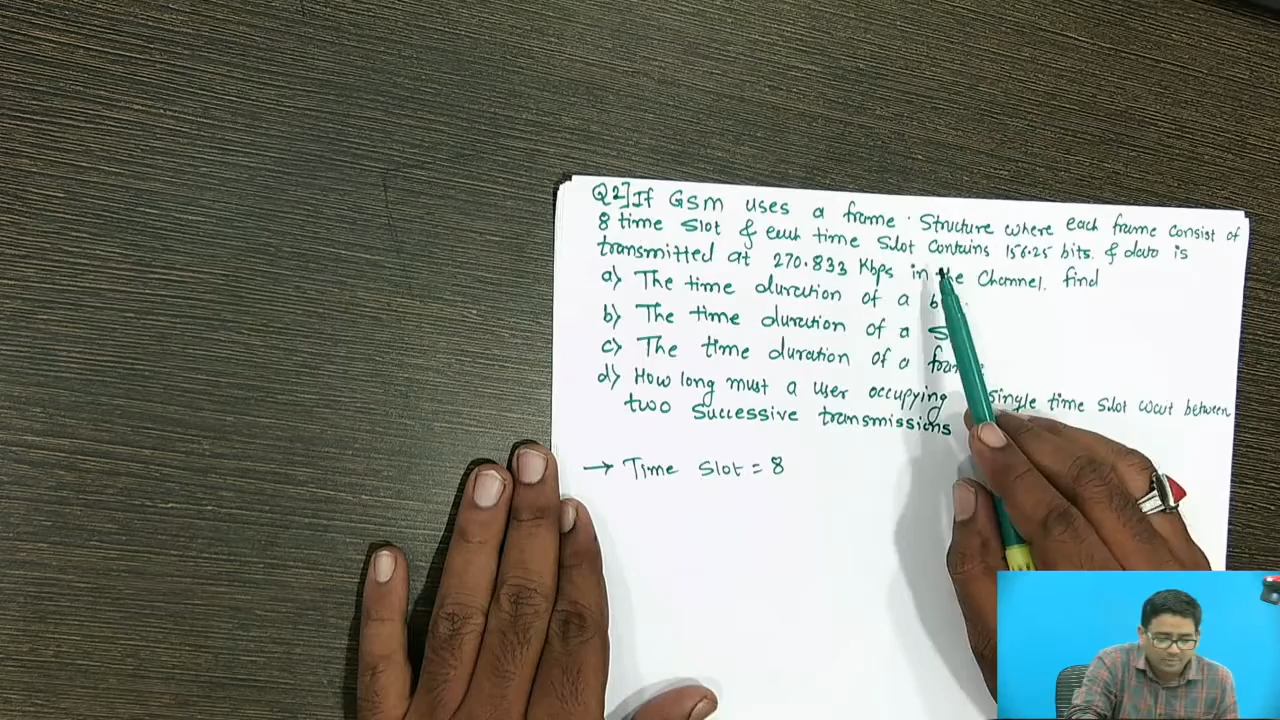 Q2] If GSM uses a frame Structure where each frame consist of
8 time slot & each time Silot Contains 156.25 bits. & data is
transmitted at 270.833 Kbps in the Channel. find
a) The time duration of a
b) The time duration of a
c) The time duration of a
d) How long must a user occupying single time Silot wait between
two Successive transmissions
→ Time Slot = 8